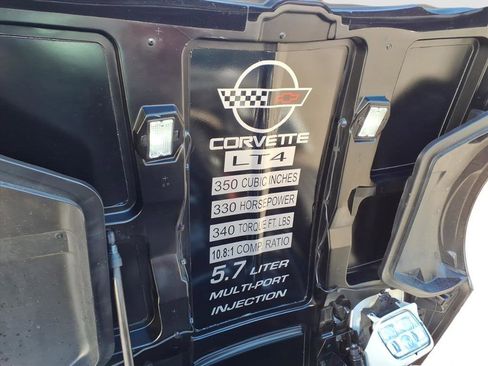 CORVETTE
LT4
350 CUBIC INCHES
330 HORSEPOWER
340 TORQUE FT. LBS
10.8:1 COMP. RATIO
5.7 LITER
MULTI-PORT
INJECTION